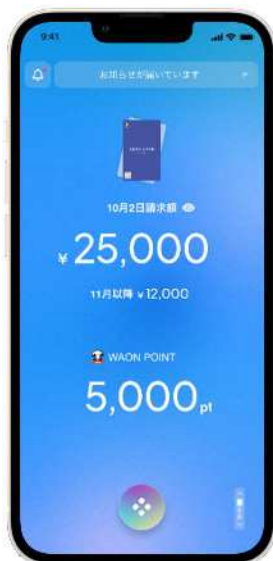 9:41
お知らせが届いています
10月2日請求額
¥25,000
11月以降 ¥12,000
WAON POINT
5,000pt